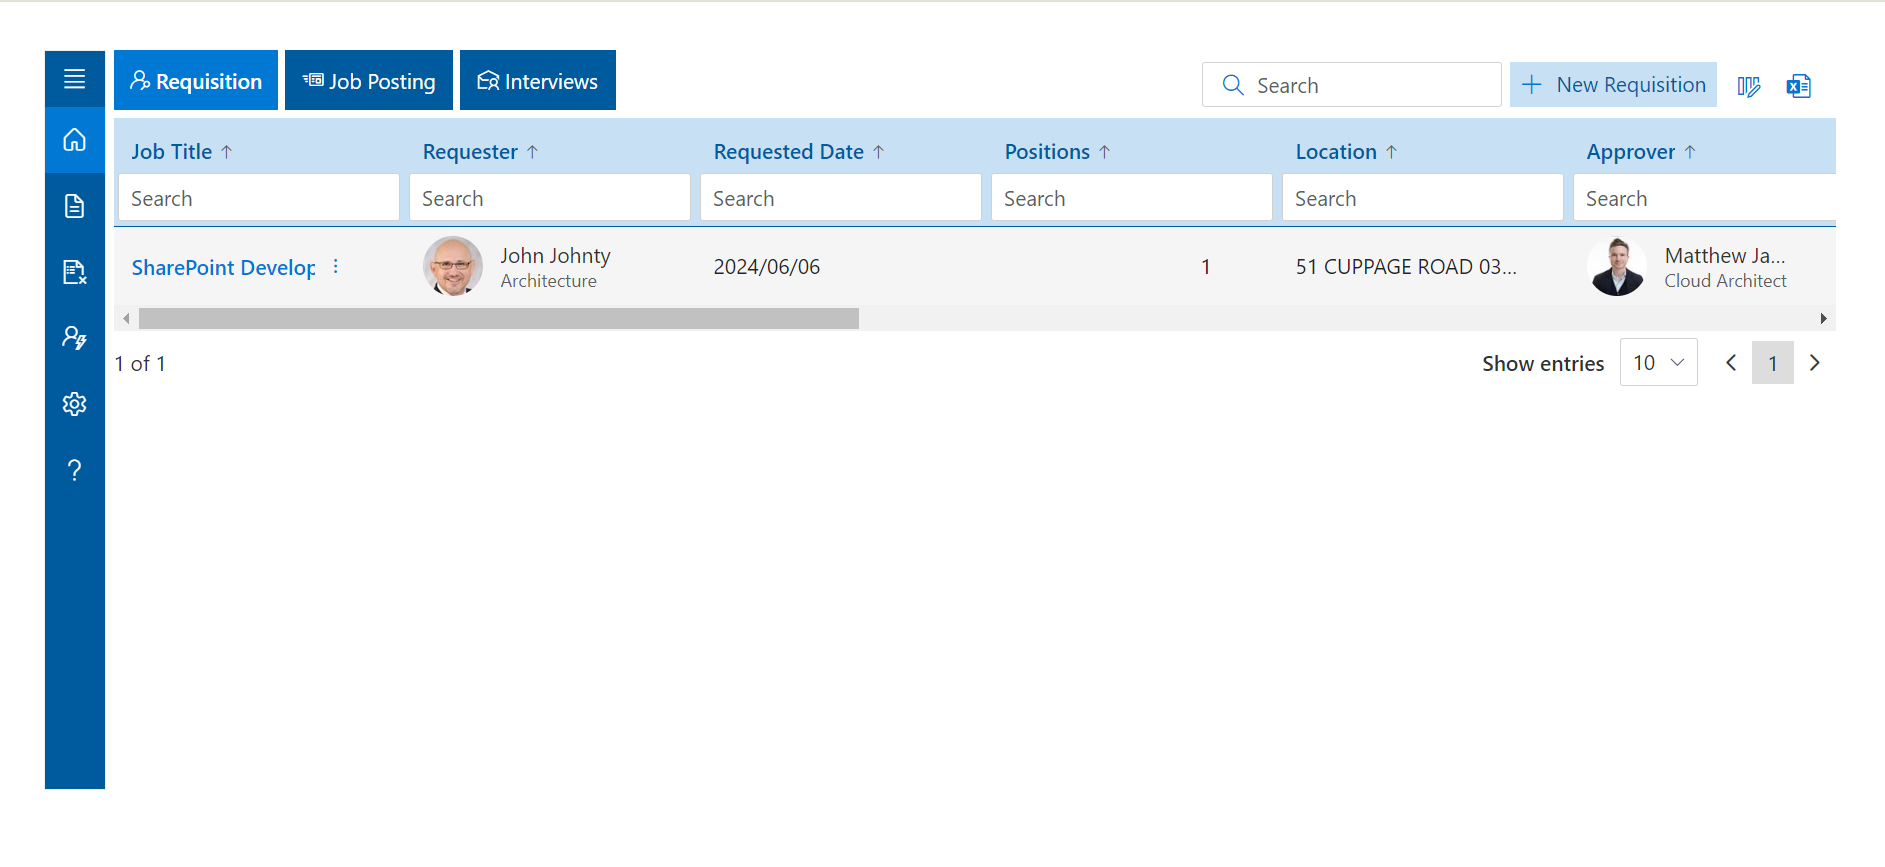 Requisition
Job Posting
Interviews
Search
New Requisition
Job Title
Requester
Requested Date
Positions
Location
Approver
Search
Search
Search
Search
Search
Search
SharePoint Develop
John Johnty
Architecture
2024/06/06
1
51 CUPPAGE ROAD 03...
Matthew Ja...
Cloud Architect
1 of 1
Show entries
10
1